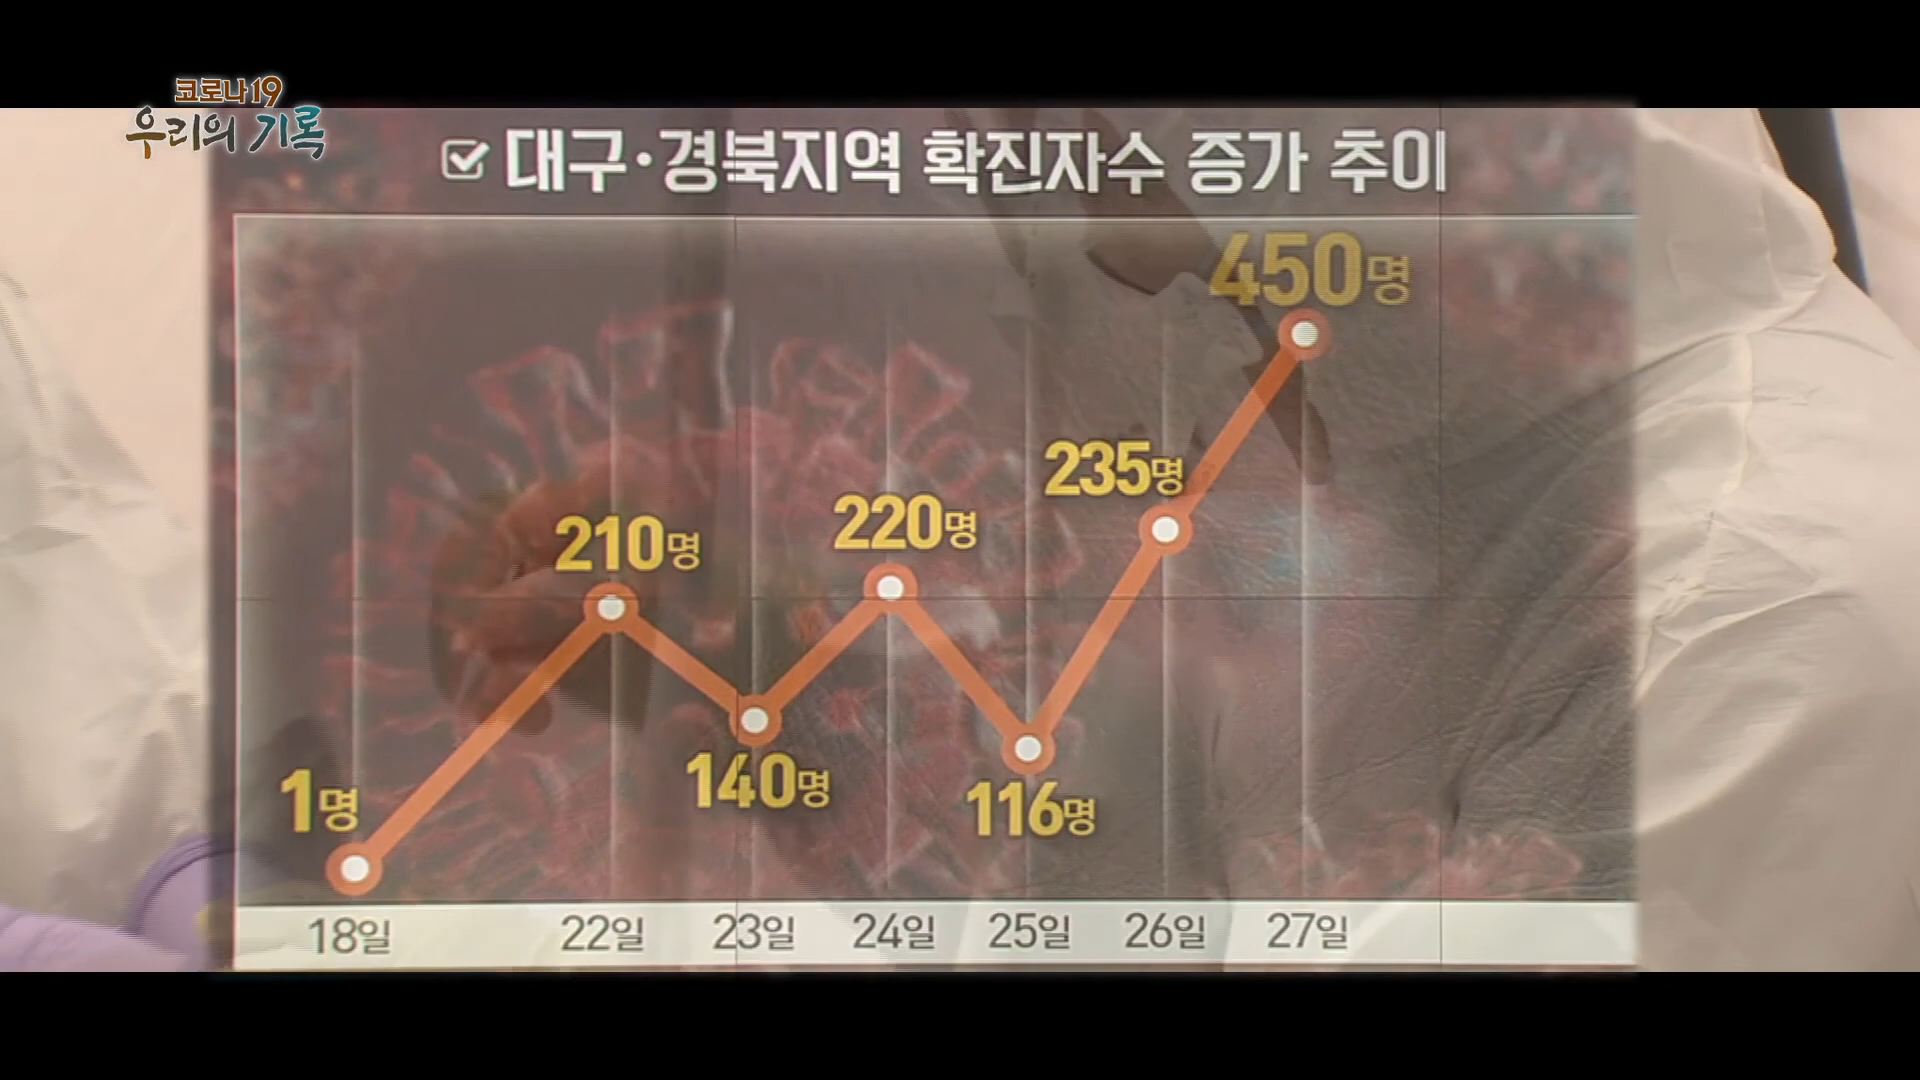 코로나19
우리의 기록
대구·경북지역 확진자수 증가 추이
450명
235명
220명
210명
140명
116명
1명
18일 22일 23일 24일 25일 26일 27일